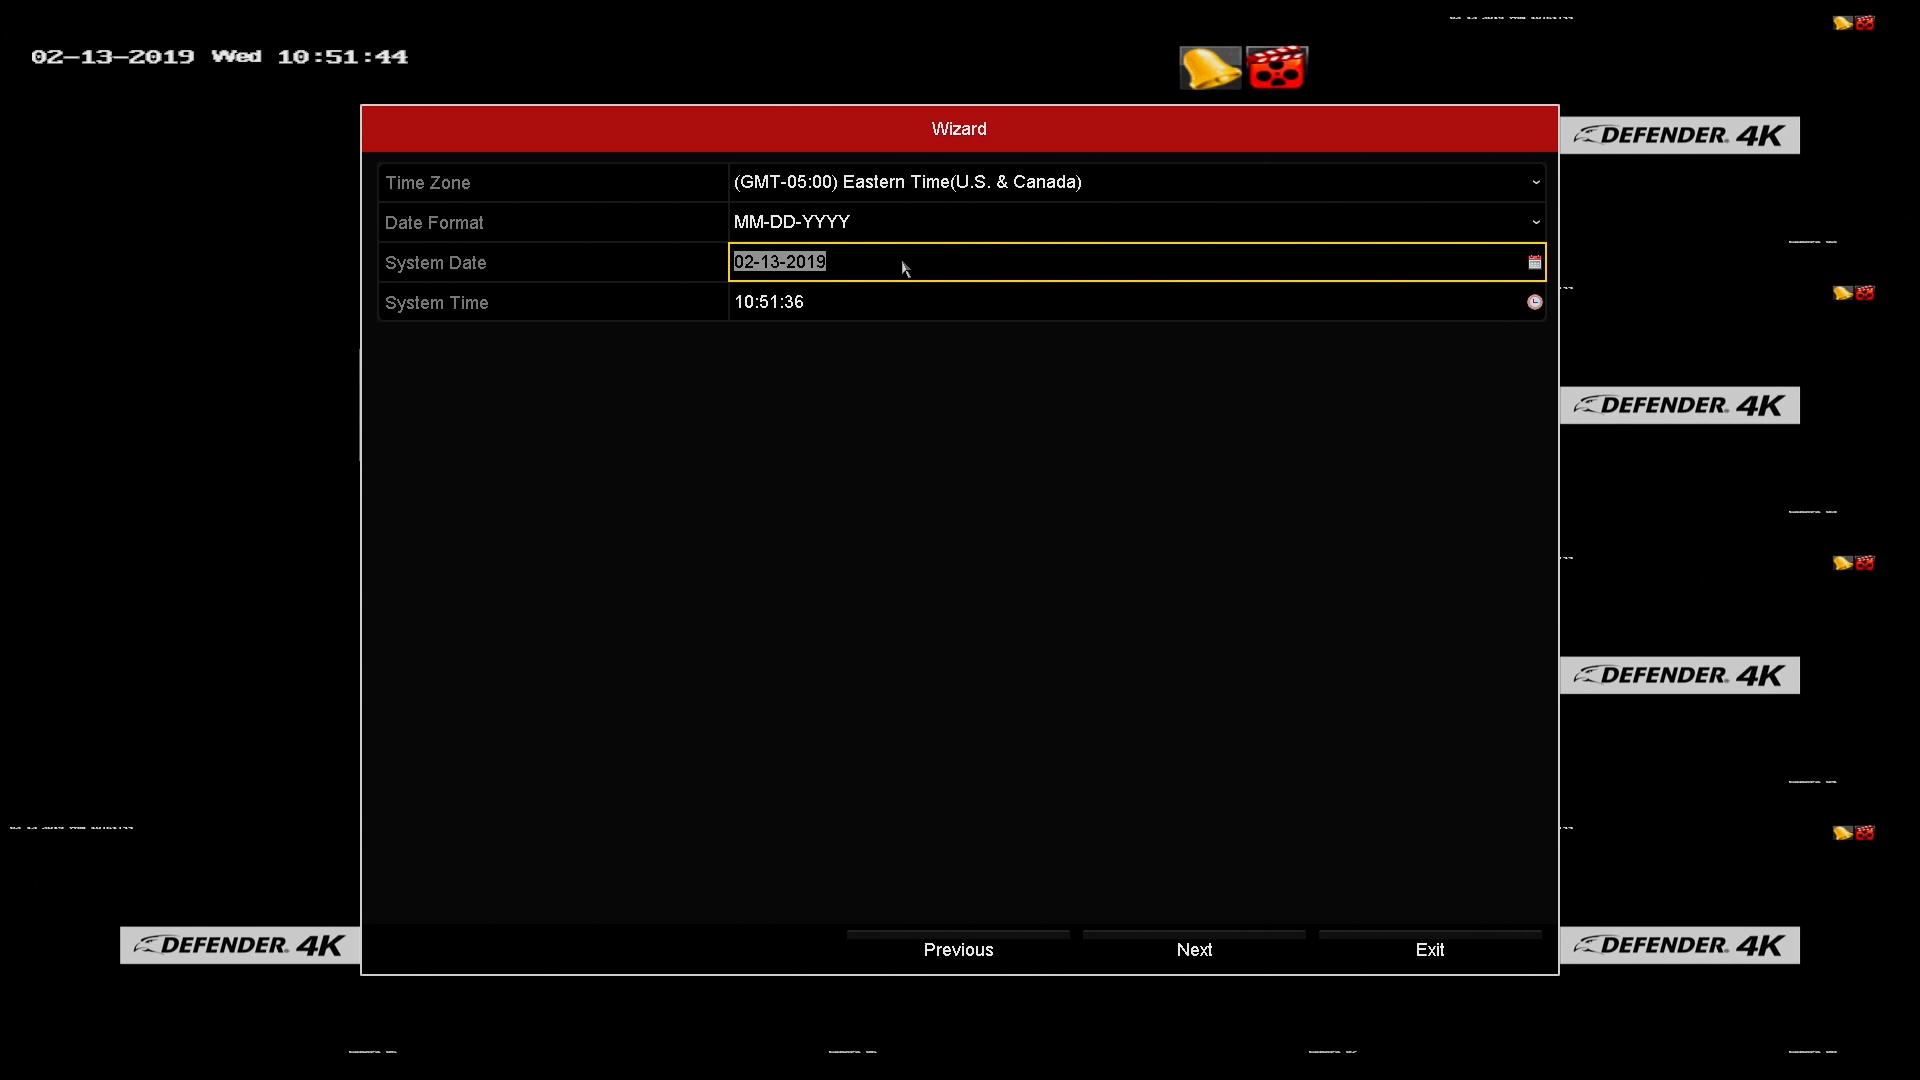 02-13-2019 Wed 10:51:44
Wizard
DEFENDER 4K
Time Zone (GMT-05:00) Eastern Time(U.S. & Canada)
Date Format MM-DD-YYYY
System Date 02-13-2019
System Time 10:51:36
DEFENDER 4K
DEFENDER 4K
DEFENDER 4K
Previous Next Exit
DEFENDER 4K